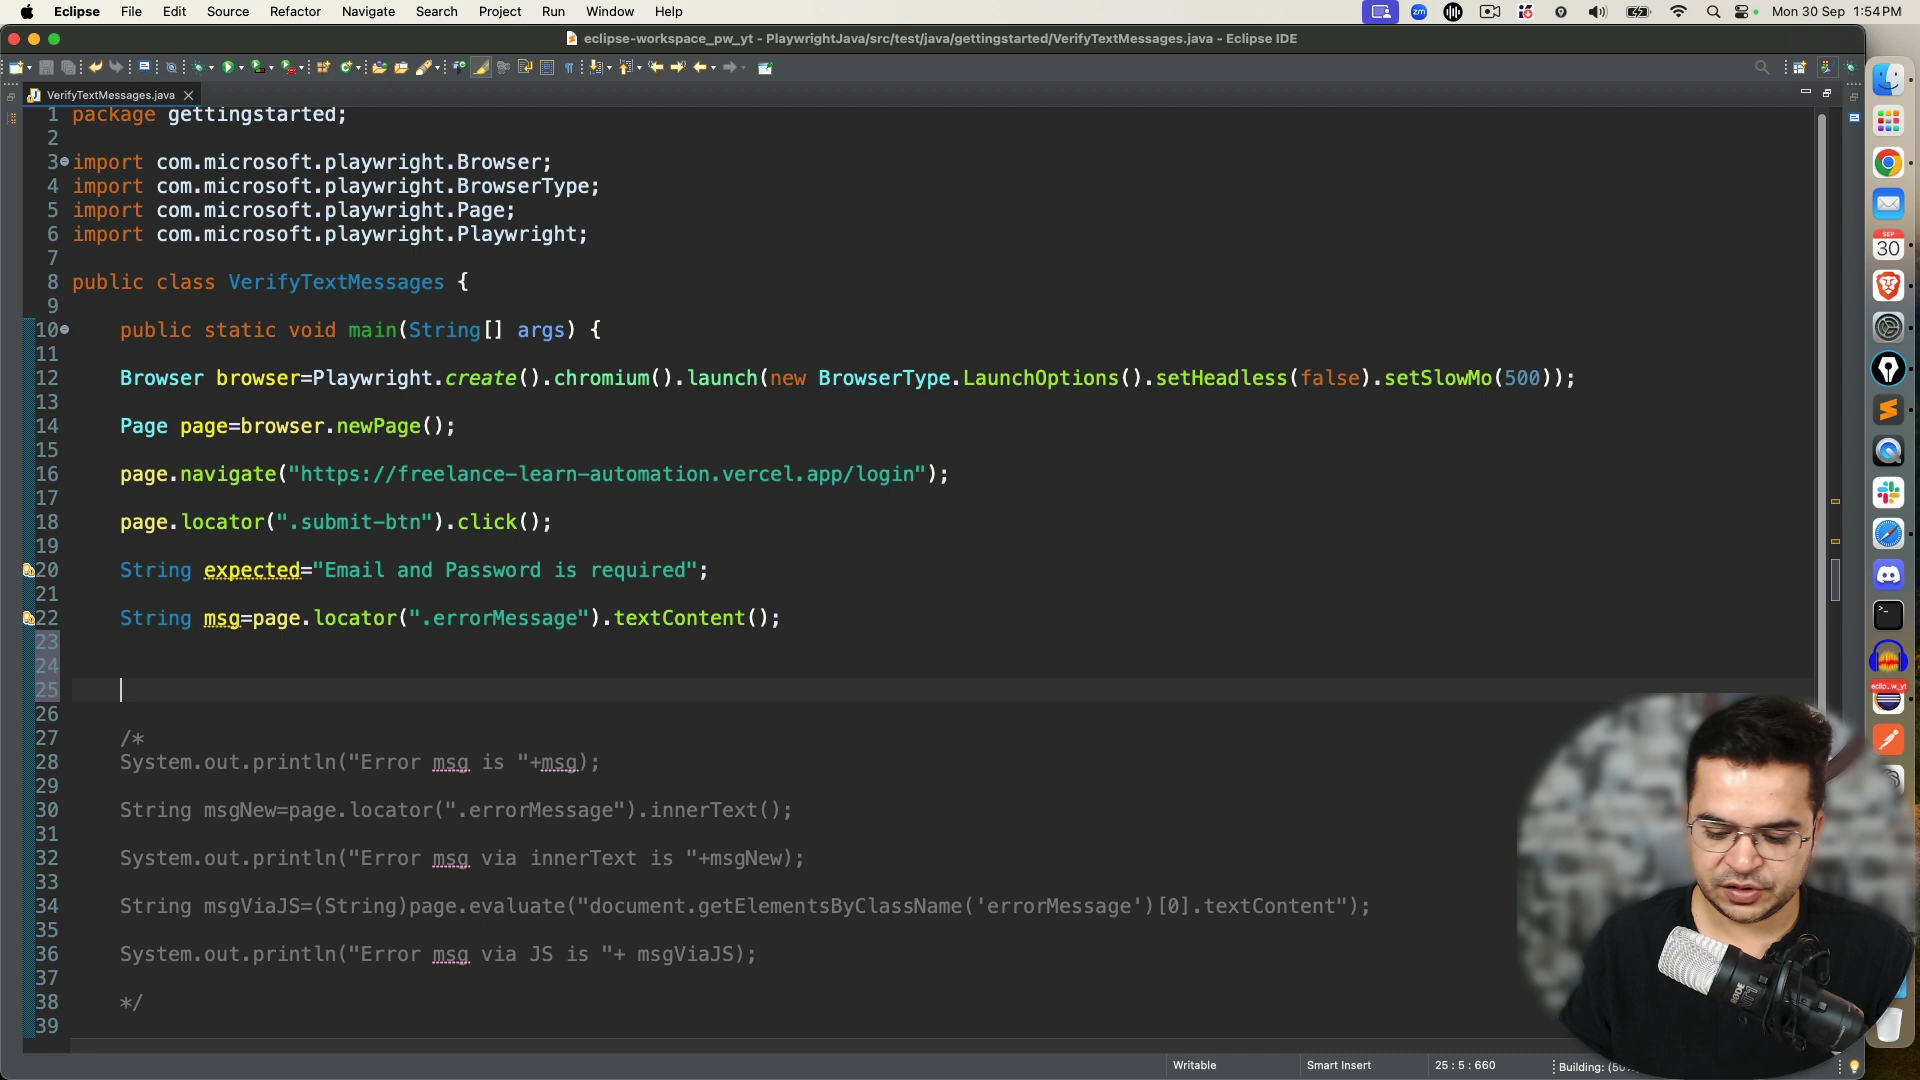 Eclipse File Edit Source Refactor Navigate Search Project Run Window Help
zm
Mon 30 Sep 1:54 PM
eclipse-workspace_pw_yt - PlaywrightJava/src/test/java/gettingstarted/VerifyTextMessages.java - Eclipse IDE
VerifyTextMessages.java
1 package gettingstarted;
2
3 import com.microsoft.playwright.Browser;
4 import com.microsoft.playwright.BrowserType;
5 import com.microsoft.playwright.Page;
6 import com.microsoft.playwright.Playwright;
7
8 public class VerifyTextMessages {
9
10 public static void main(String[] args) {
11
12 Browser browser=Playwright.create().chromium().launch(new BrowserType.LaunchOptions().setHeadless(false).setSlowMo(500));
13
14 Page page=browser.newPage();
15
16 page.navigate("https://freelance-learn-automation.vercel.app/login");
17
18 page.locator(".submit-btn").click();
19
20 String expected="Email and Password is required";
21
22 String msg=page.locator(".errorMessage").textContent();
23
24
25
26
27 /*
28 System.out.println("Error msg is "+msg);
29
30 String msgNew=page.locator(".errorMessage").innerText();
31
32 System.out.println("Error msg via innerText is "+msgNew);
33
34 String msgViaJS=(String)page.evaluate("document.getElementsByClassName('errorMessage')[0].textContent");
35
36 System.out.println("Error msg via JS is "+ msgViaJS);
37
38 */
39
SEP
30
eclip...w_yt
RØDE
Writable
Smart Insert
25 : 5 : 660
Building: